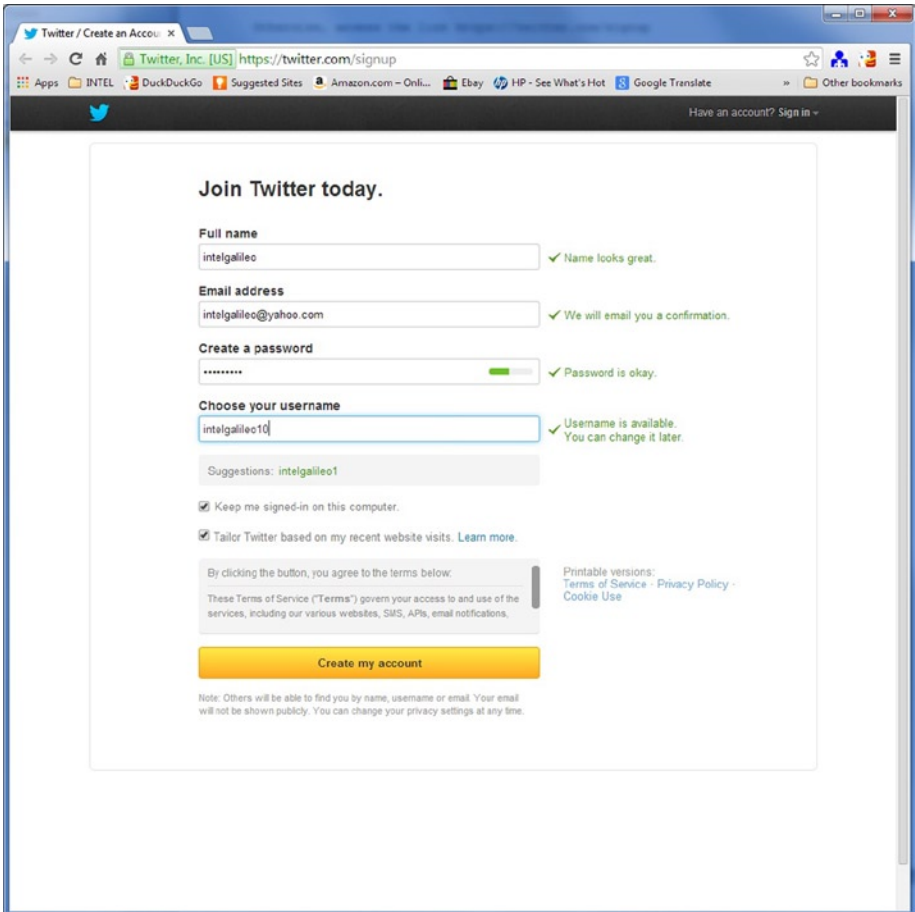 Twitter / Create an Accou
Twitter, Inc. [US] https://twitter.com/signup
Apps INTEL DuckDuckGo Suggested Sites Amazon.com – Onli... Ebay HP - See What's Hot Google Translate » Other bookmarks
Have an account? Sign in
Join Twitter today.
Full name
intelgalileo
Name looks great.
Email address
intelgalileo@yahoo.com
We will email you a confirmation.
Create a password
•••••••••
Password is okay.
Choose your username
intelgalileo10
Username is available.
You can change it later.
Suggestions: intelgalileo1
Keep me signed-in on this computer.
Tailor Twitter based on my recent website visits. Learn more.
By clicking the button, you agree to the terms below:
These Terms of Service ("Terms") govern your access to and use of the
services, including our various websites, SMS, APIs, email notifications,
Printable versions:
Terms of Service · Privacy Policy ·
Cookie Use
Create my account
Note: Others will be able to find you by name, username or email. Your email
will not be shown publicly. You can change your privacy settings at any time.